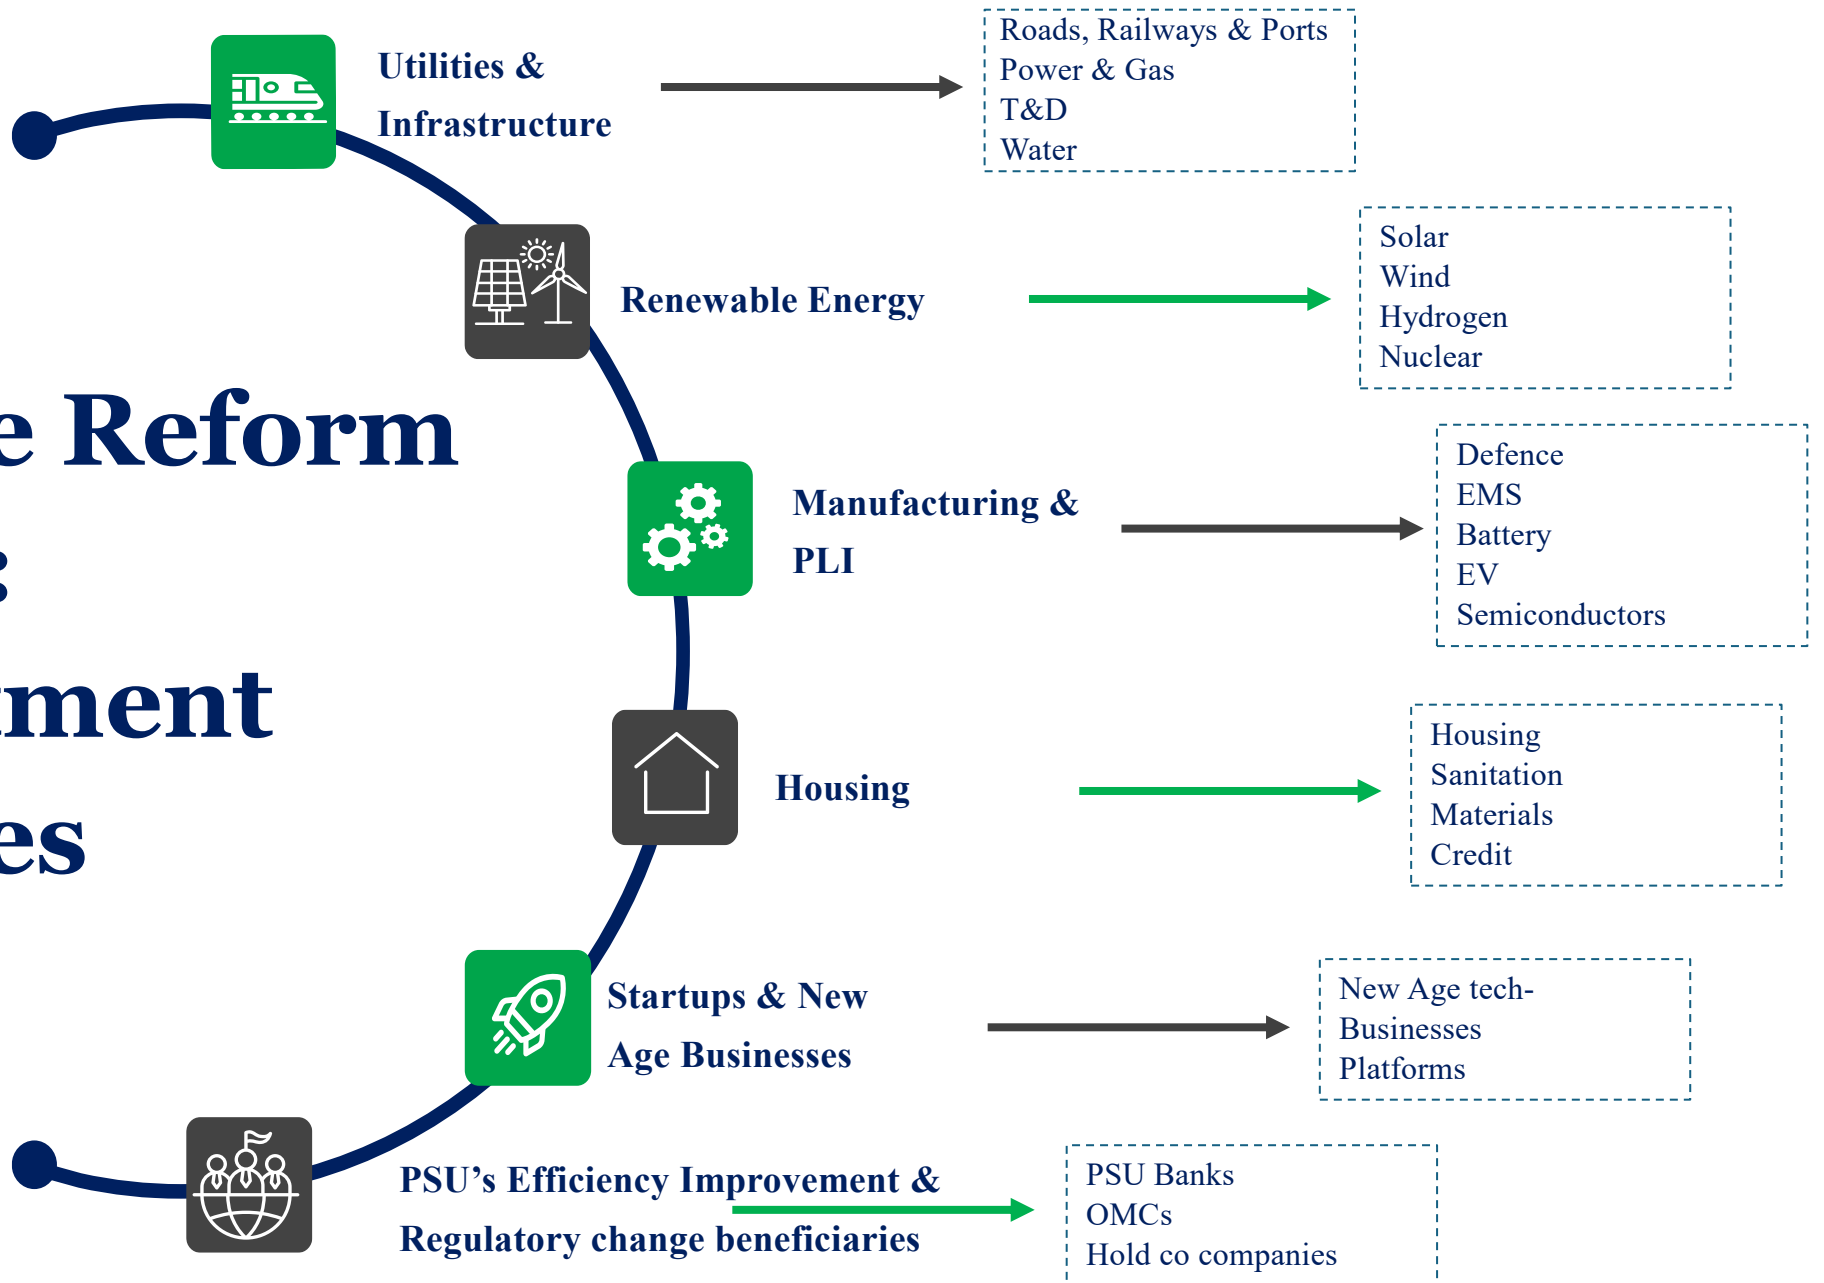 Utilities &
Infrastructure
Roads, Railways & Ports
Power & Gas
T&D
Water
Renewable Energy
Solar
Wind
Hydrogen
Nuclear
e Reform
:
Manufacturing &
PLI
Defence
EMS
Battery
EV
Semiconductors
tment
es
Housing
Housing
Sanitation
Materials
Credit
Startups & New
Age Businesses
New Age tech-
Businesses
Platforms
PSU’s Efficiency Improvement &
Regulatory change beneficiaries
PSU Banks
OMCs
Hold co companies